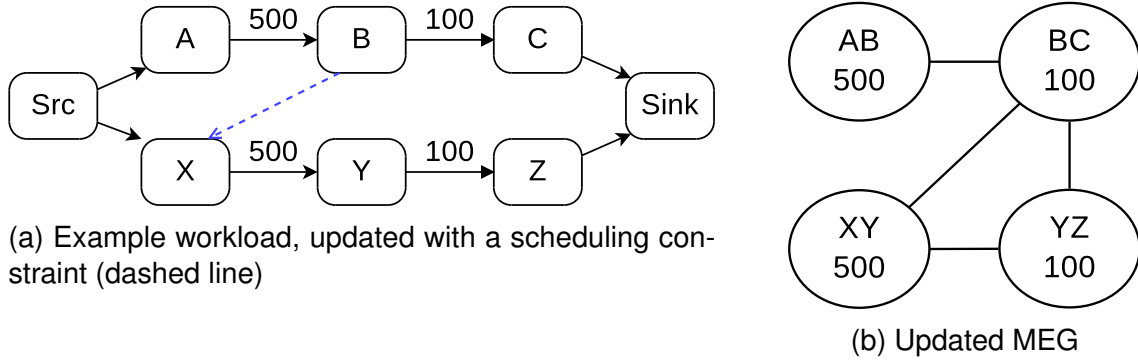 A 500 B 100 C
Src Sink
X 500 Y 100 Z
(a) Example workload, updated with a scheduling con-
straint (dashed line)
AB
500
BC
100
XY
500
YZ
100
(b) Updated MEG